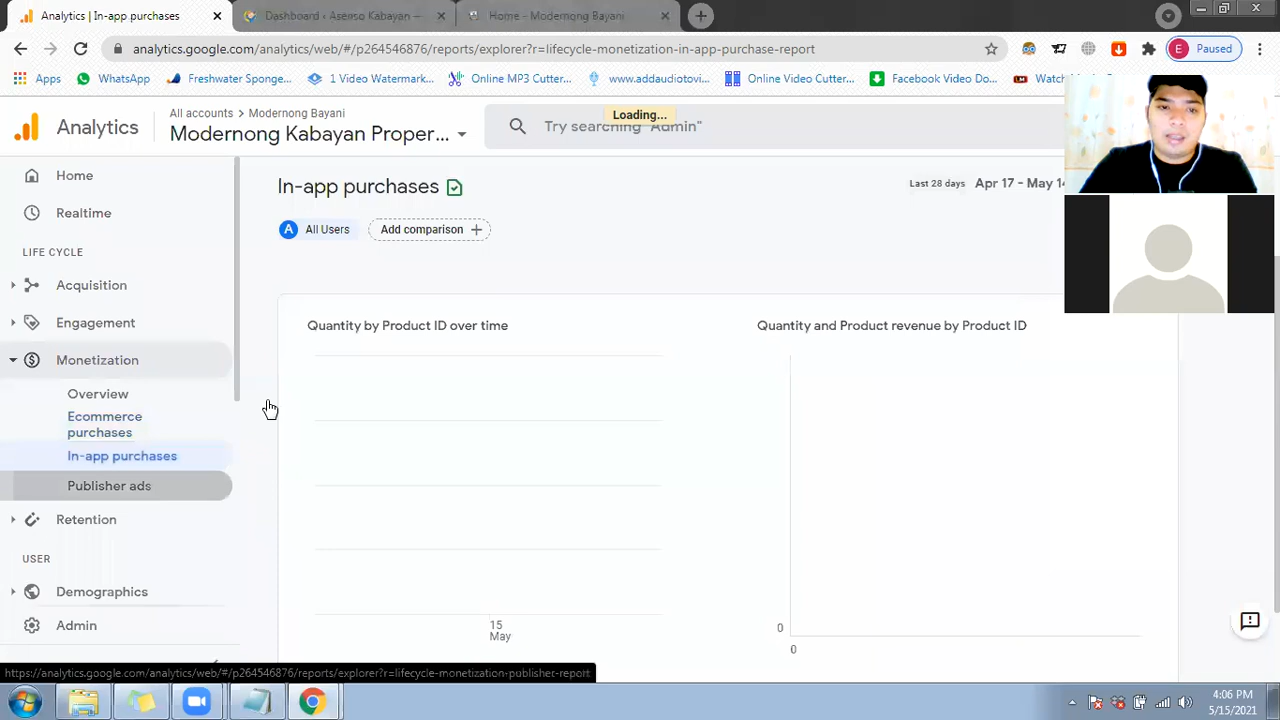 Analytics | In-app purchases
Dashboard ‹ Asenso Kabayan —
Home - Modernong Bayani
analytics.google.com/analytics/web/#/p264546876/reports/explorer?r=lifecycle-monetization-in-app-purchase-report
E
Paused
Apps
WhatsApp
Freshwater Sponge...
1 Video Watermark...
Online MP3 Cutter...
www.addaudiotovi...
Online Video Cutter...
Facebook Video Do...
Watch
Analytics
All accounts > Modernong Bayani
Modernong Kabayan Proper...
Try searching "Admin"
Loading...
Home
Realtime
LIFE CYCLE
Acquisition
Engagement
Monetization
Overview
Ecommerce
purchases
In-app purchases
Publisher ads
Retention
USER
Demographics
Admin
In-app purchases
Last 28 days
Apr 17 - May 14
A
All Users
Add comparison
Quantity by Product ID over time
15
May
Quantity and Product revenue by Product ID
0
0
https://analytics.google.com/analytics/web/#/p264546876/reports/explorer?r=lifecycle-monetization-publisher-report
4:06 PM
5/15/2021